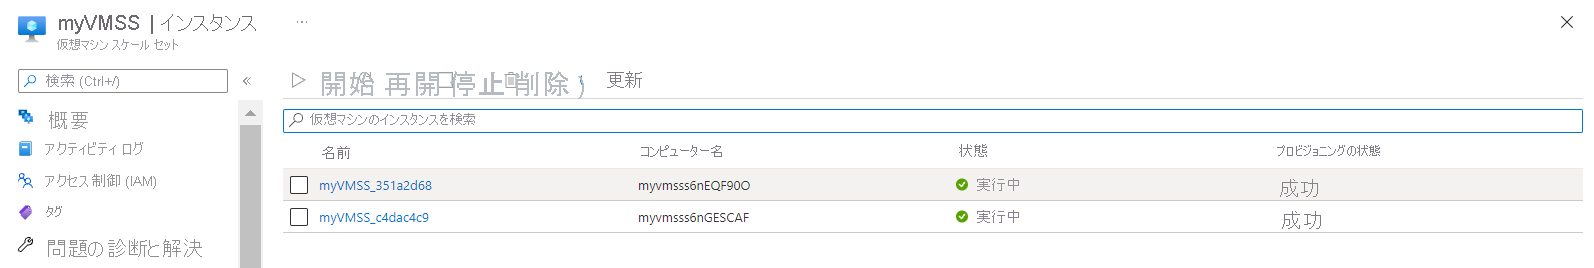 myVMSS | インスタンス
...
仮想マシン スケール セット
検索 (Ctrl+/)
«
概要
アクティビティ ログ
アクセス制御 (IAM)
タグ
問題の診断と解決
開始 再開 停止 削除 更新
仮想マシンのインスタンスを検索
名前 コンピューター名 状態 プロビジョニングの状態
myVMSS_351a2d68 myvmsss6nEQF90O 実行中 成功
myVMSS_c4dac4c9 myvmsss6nGESCAF 実行中 成功